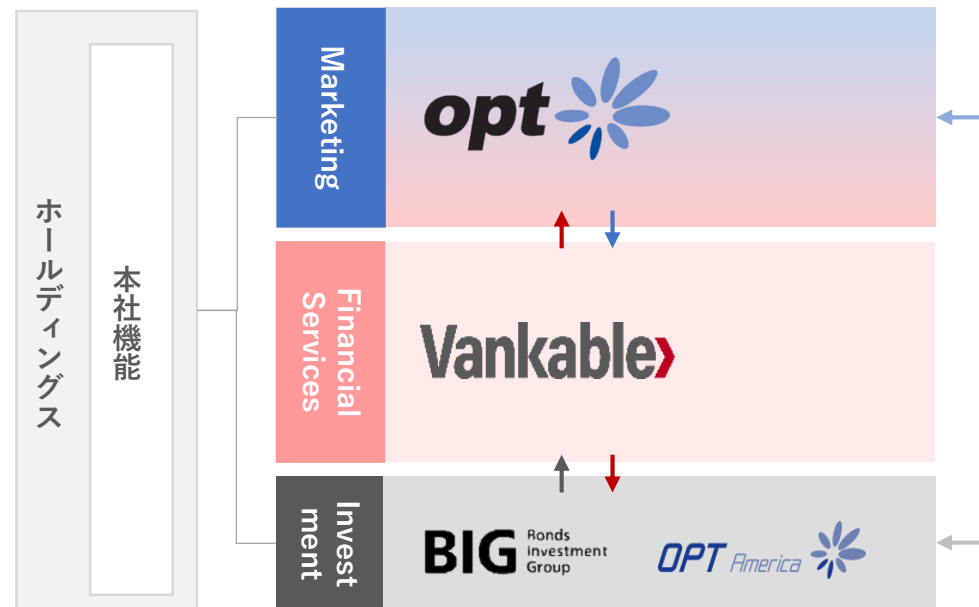 ホールディングス
本社機能
Marketing
opt
Financial
Services
Vankable
Invest
ment
BIG
Bonds
Investment
Group
OPT America